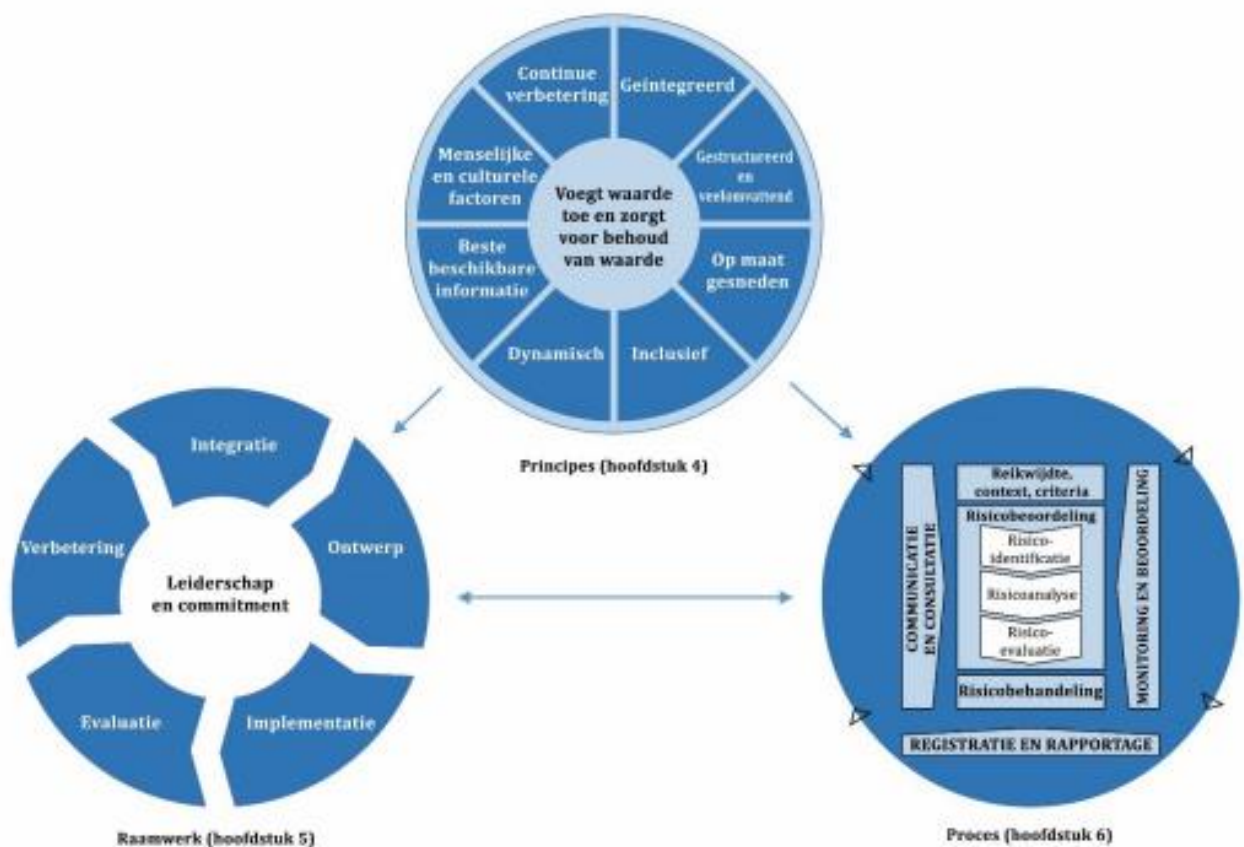 Continue
verbetering
Geïntegreerd
Gestructureerd
en
veelomvattend
Op maat
gesneden
Inclusief
Dynamisch
Beste
beschikbare
informatie
Menselijke
en culturele
factoren
Voegt waarde
toe en zorgt
voor behoud
van waarde
Principes (hoofdstuk 4)
Integratie
Ontwerp
Implementatie
Evaluatie
Verbetering
Leiderschap
en commitment
Raamwerk (hoofdstuk 5)
COMMUNICATIE
EN CONSULTATIE
Reikwijdte,
context, criteria
Risicobeoordeling
Risico-
identificatie
Risicoanalyse
Risico-
evaluatie
Risicobehandeling
MONITORING EN BEOORDELING
REGISTRATIE EN RAPPORTAGE
Proces (hoofdstuk 6)